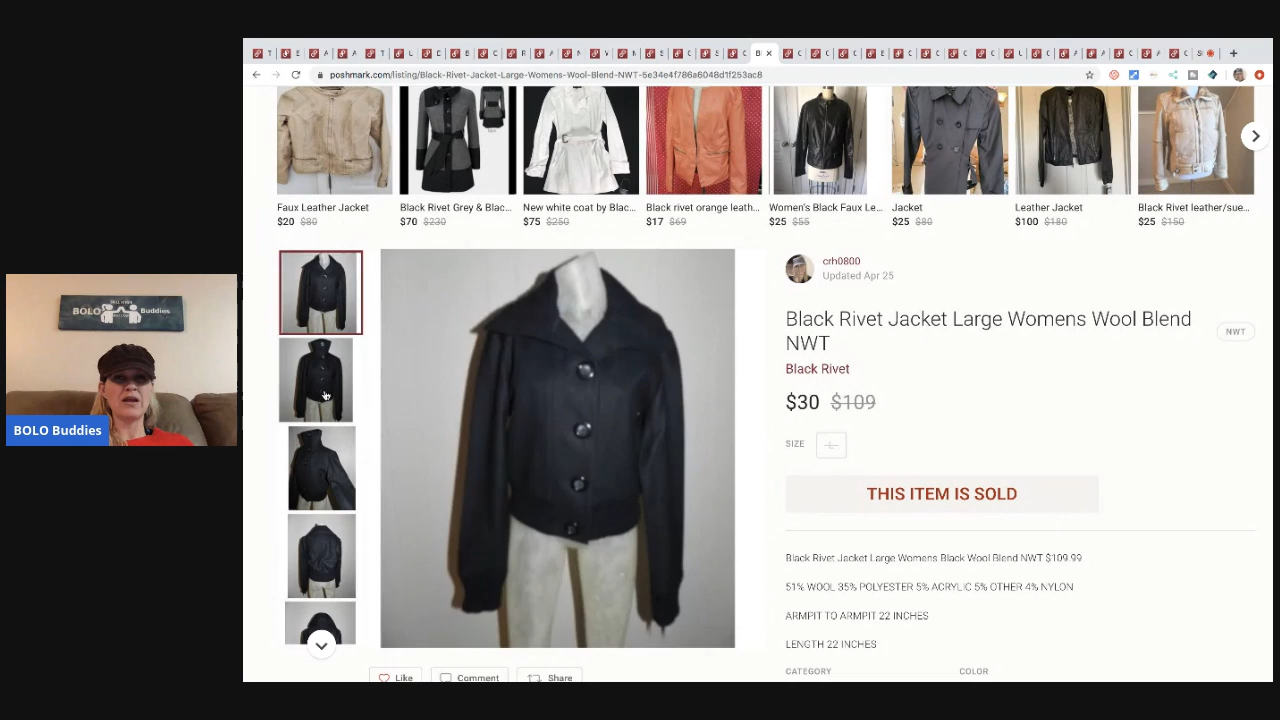 poshmark.com/listing/Black-Rivet-Jacket-Large-Womens-Wool-Blend-NWT-5e34e4f786a6048d1f253ac8
Faux Leather Jacket
$20 $80
Black Rivet Grey & Blac...
$70 $230
New white coat by Blac...
$75 $250
Black rivet orange leath...
$17 $69
Women's Black Faux Le...
$25 $55
Jacket
$25 $80
Leather Jacket
$100 $180
Black Rivet leather/sue...
$25 $150
crh0800
Updated Apr 25
Black Rivet Jacket Large Womens Wool Blend
NWT
NWT
Black Rivet
$30 $109
SIZE L
THIS ITEM IS SOLD
Black Rivet Jacket Large Womens Black Wool Blend NWT $109.99
51% WOOL 35% POLYESTER 5% ACRYLIC 5% OTHER 4% NYLON
ARMPIT TO ARMPIT 22 INCHES
LENGTH 22 INCHES
CATEGORY COLOR
Like Comment Share
BOLO Buddies
BOLO Buddies